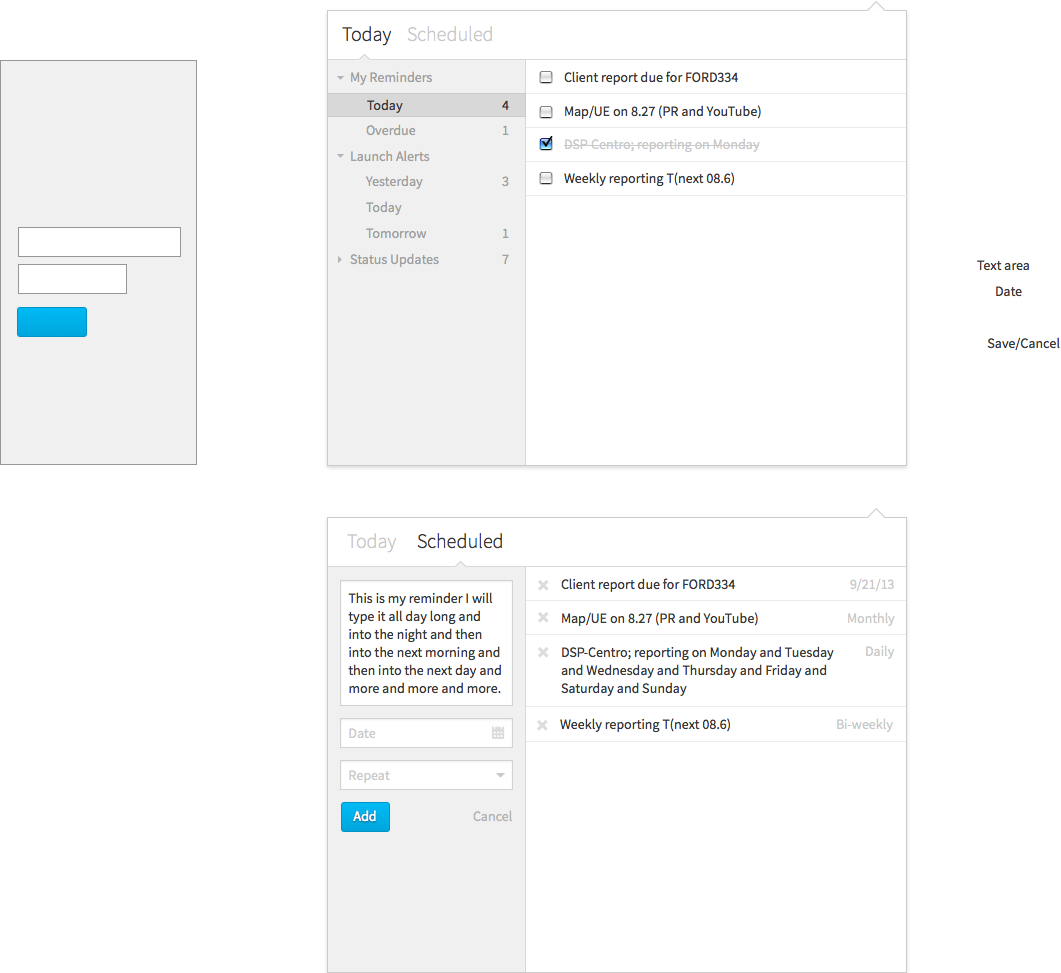 Today Scheduled
My Reminders
Today 4
Overdue 1
Launch Alerts
Yesterday 3
Today
Tomorrow 1
Status Updates 7
Client report due for FORD334
Map/UE on 8.27 (PR and YouTube)
DSP-Centro; reporting on Monday
Weekly reporting T(next 08.6)
Text area
Date
Save/Cancel
Today Scheduled
This is my reminder I will
type it all day long and
into the night and then
into the next morning and
then into the next day and
more and more and more.
Date
Repeat
Add Cancel
Client report due for FORD334 9/21/13
Map/UE on 8.27 (PR and YouTube) Monthly
DSP-Centro; reporting on Monday and Tuesday Daily
and Wednesday and Thursday and Friday and
Saturday and Sunday
Weekly reporting T(next 08.6) Bi-weekly